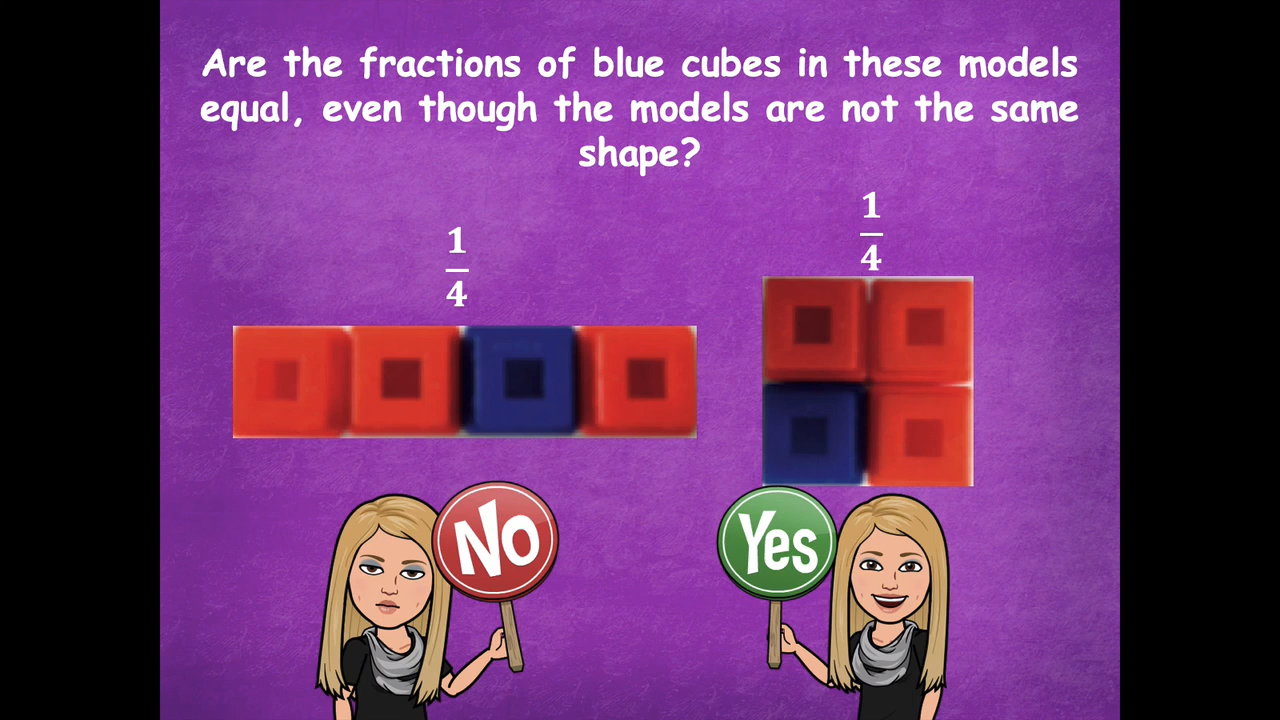 Are the fractions of blue cubes in these models
equal, even though the models are not the same
shape?
1
4
1
4
No
Yes